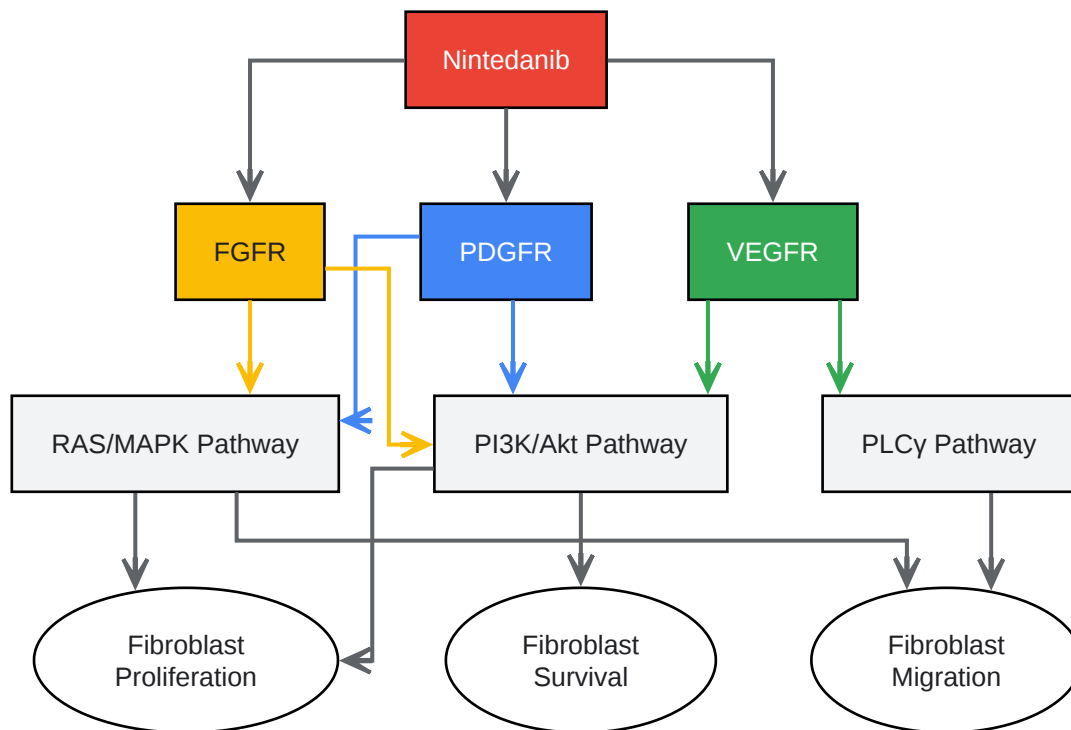 Nintedanib
FGFR
PDGFR
VEGFR
RAS/MAPK Pathway
PI3K/Akt Pathway
PLCγ Pathway
Fibroblast
Proliferation
Fibroblast
Survival
Fibroblast
Migration